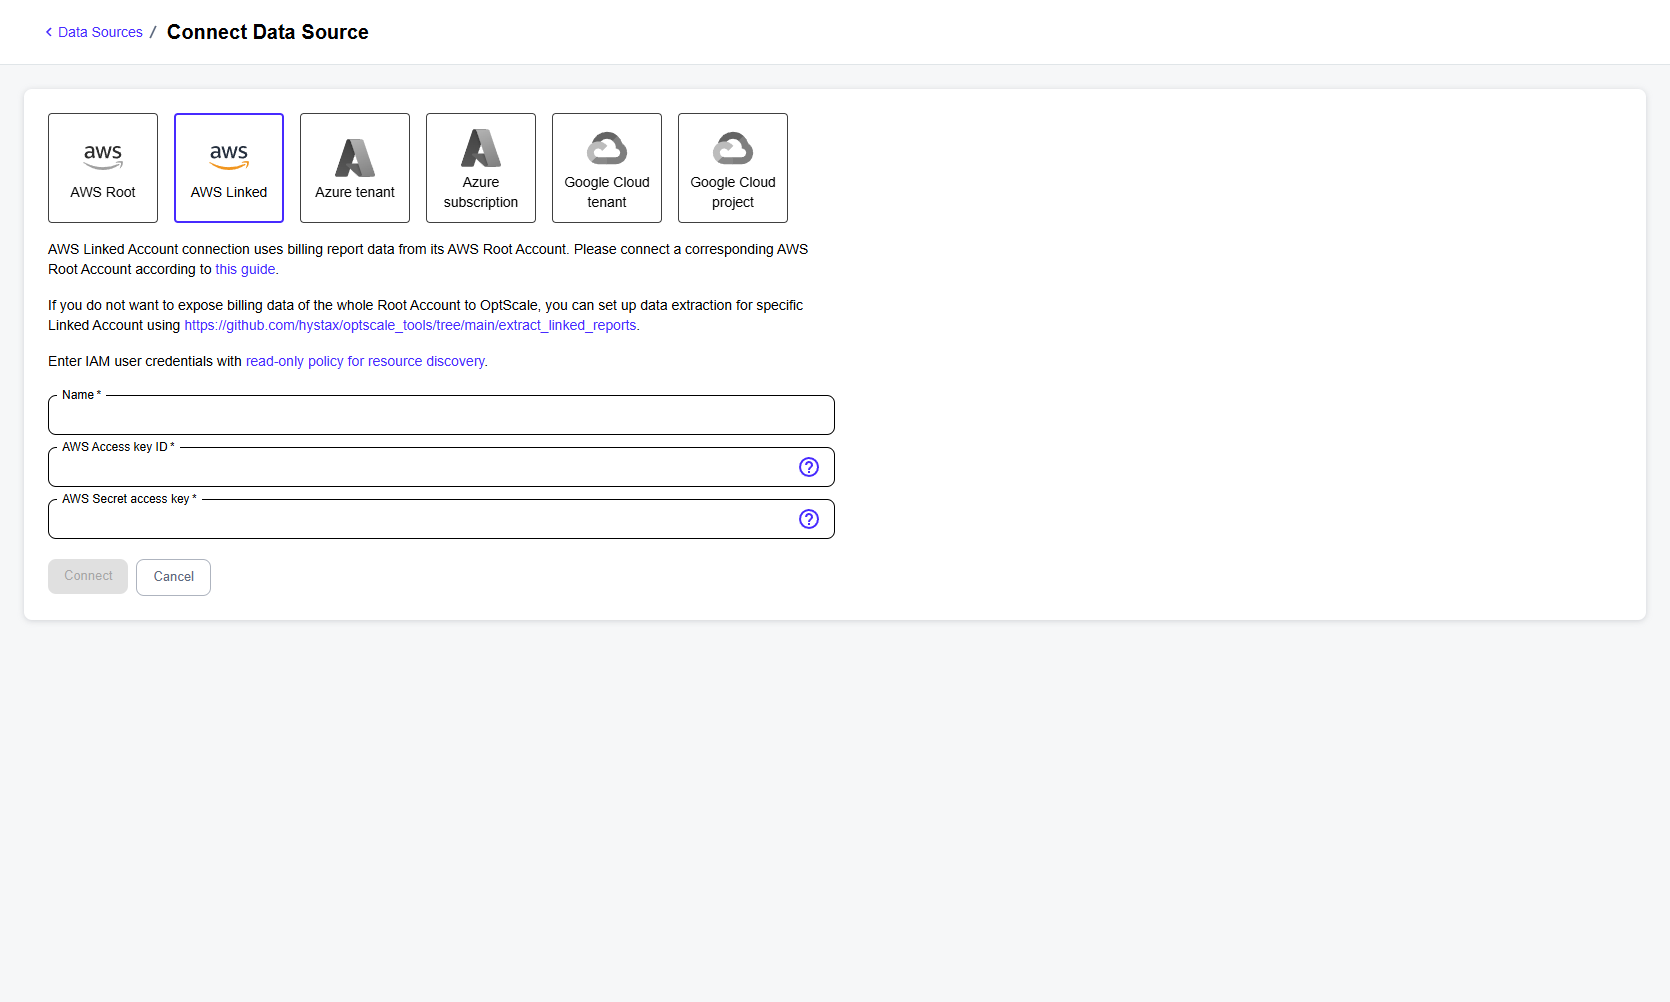 Data Sources / Connect Data Source
aws
AWS Root
aws
AWS Linked
Azure tenant
Azure
subscription
Google Cloud
tenant
Google Cloud
project
AWS Linked Account connection uses billing report data from its AWS Root Account. Please connect a corresponding AWS
Root Account according to this guide.
If you do not want to expose billing data of the whole Root Account to OptScale, you can set up data extraction for specific
Linked Account using https://github.com/hystax/optscale_tools/tree/main/extract_linked_reports.
Enter IAM user credentials with read-only policy for resource discovery.
Name *
AWS Access key ID *
AWS Secret access key *
Connect
Cancel